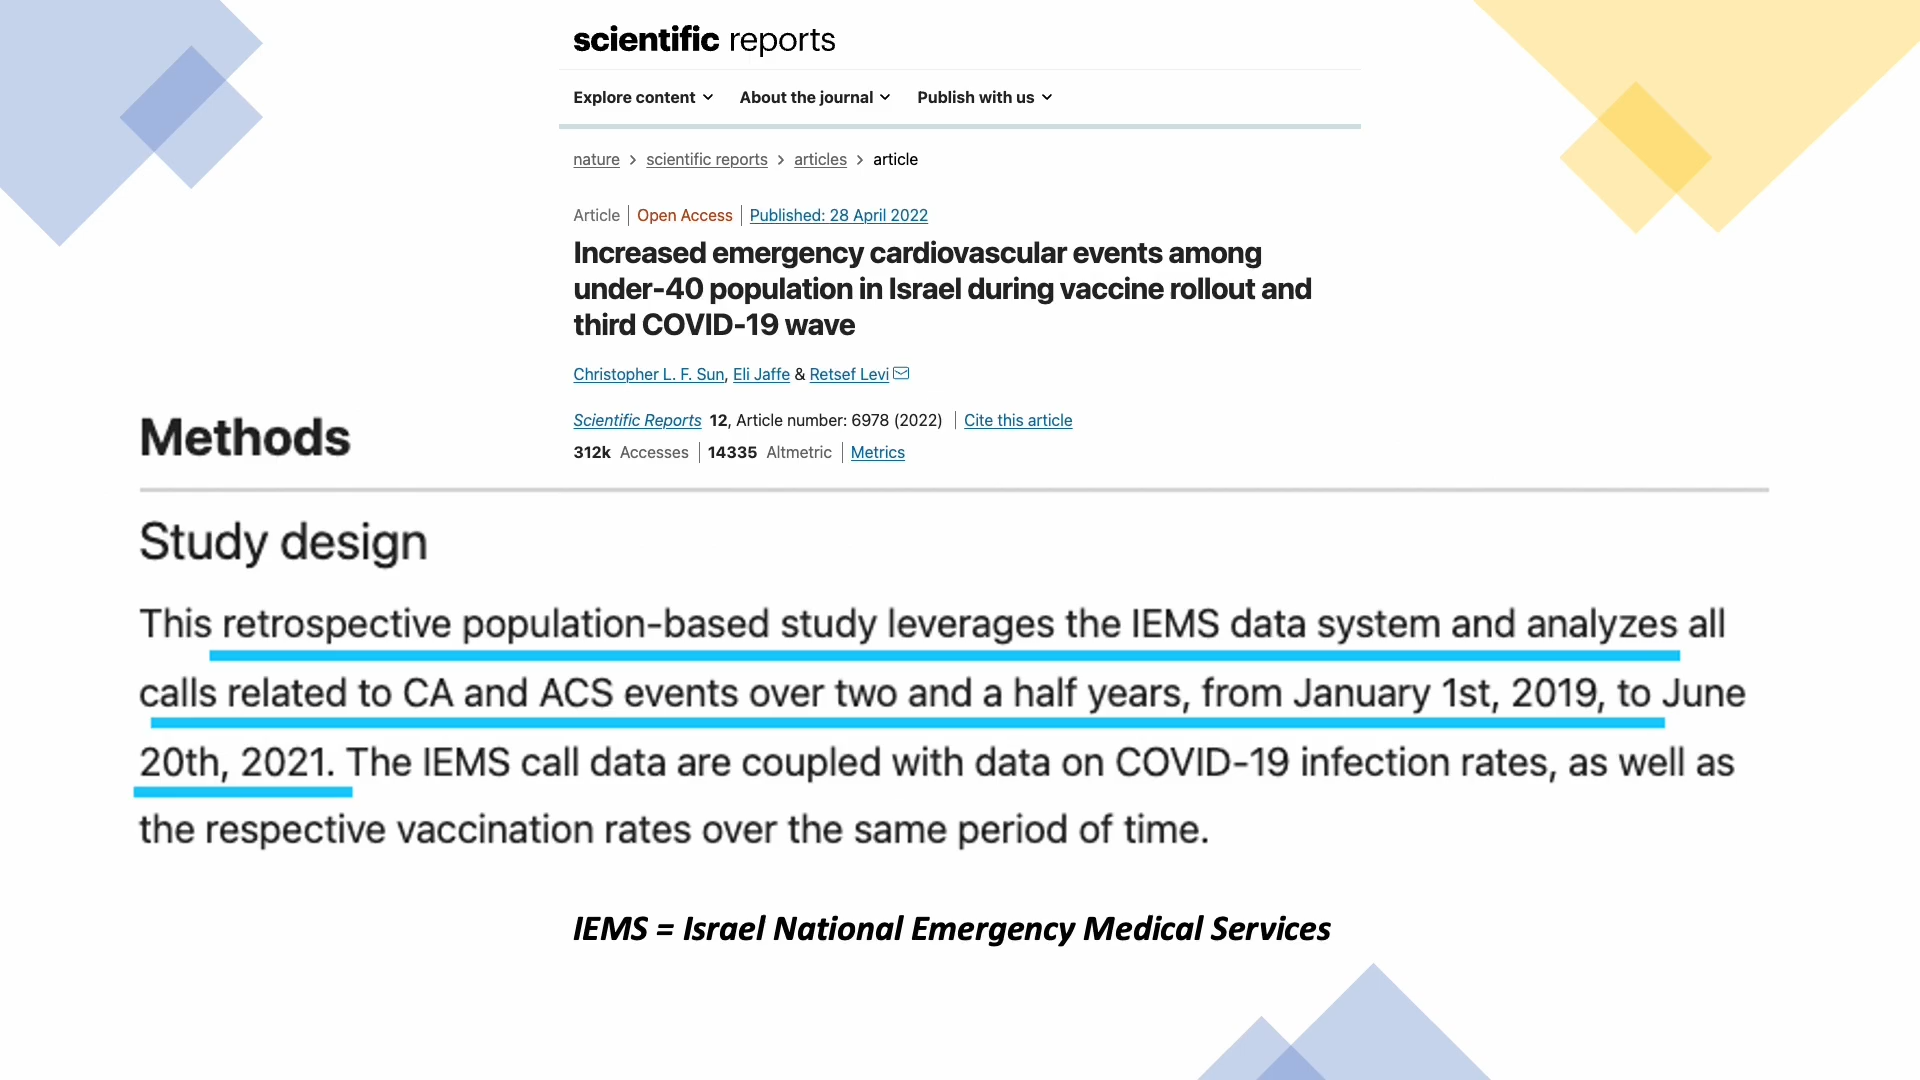 scientific reports
Explore content About the journal Publish with us
nature > scientific reports > articles > article
Article | Open Access | Published: 28 April 2022
Increased emergency cardiovascular events among
under-40 population in Israel during vaccine rollout and
third COVID-19 wave
Christopher L. F. Sun, Eli Jaffe & Retsef Levi
Scientific Reports 12, Article number: 6978 (2022) | Cite this article
312k Accesses | 14335 Altmetric | Metrics
Methods
Study design
This retrospective population-based study leverages the IEMS data system and analyzes all
calls related to CA and ACS events over two and a half years, from January 1st, 2019, to June
20th, 2021. The IEMS call data are coupled with data on COVID-19 infection rates, as well as
the respective vaccination rates over the same period of time.
IEMS = Israel National Emergency Medical Services